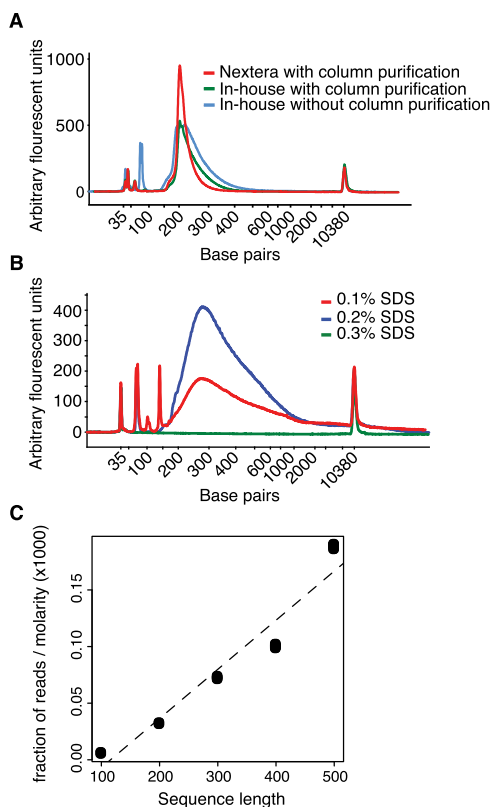 A
Arbitrary flourescent units
1000
500
0
Nextera with column purification
In-house with column purification
In-house without column purification
35
100
200
300
400
600
1000
2000
10380
Base pairs
B
Arbitrary flourescent units
400
300
200
100
0
0.1% SDS
0.2% SDS
0.3% SDS
35
100
200
300
400
600
1000
2000
10380
Base pairs
C
fraction of reads / molarity (x1000)
0.15
0.10
0.05
0.00
100
200
300
400
500
Sequence length